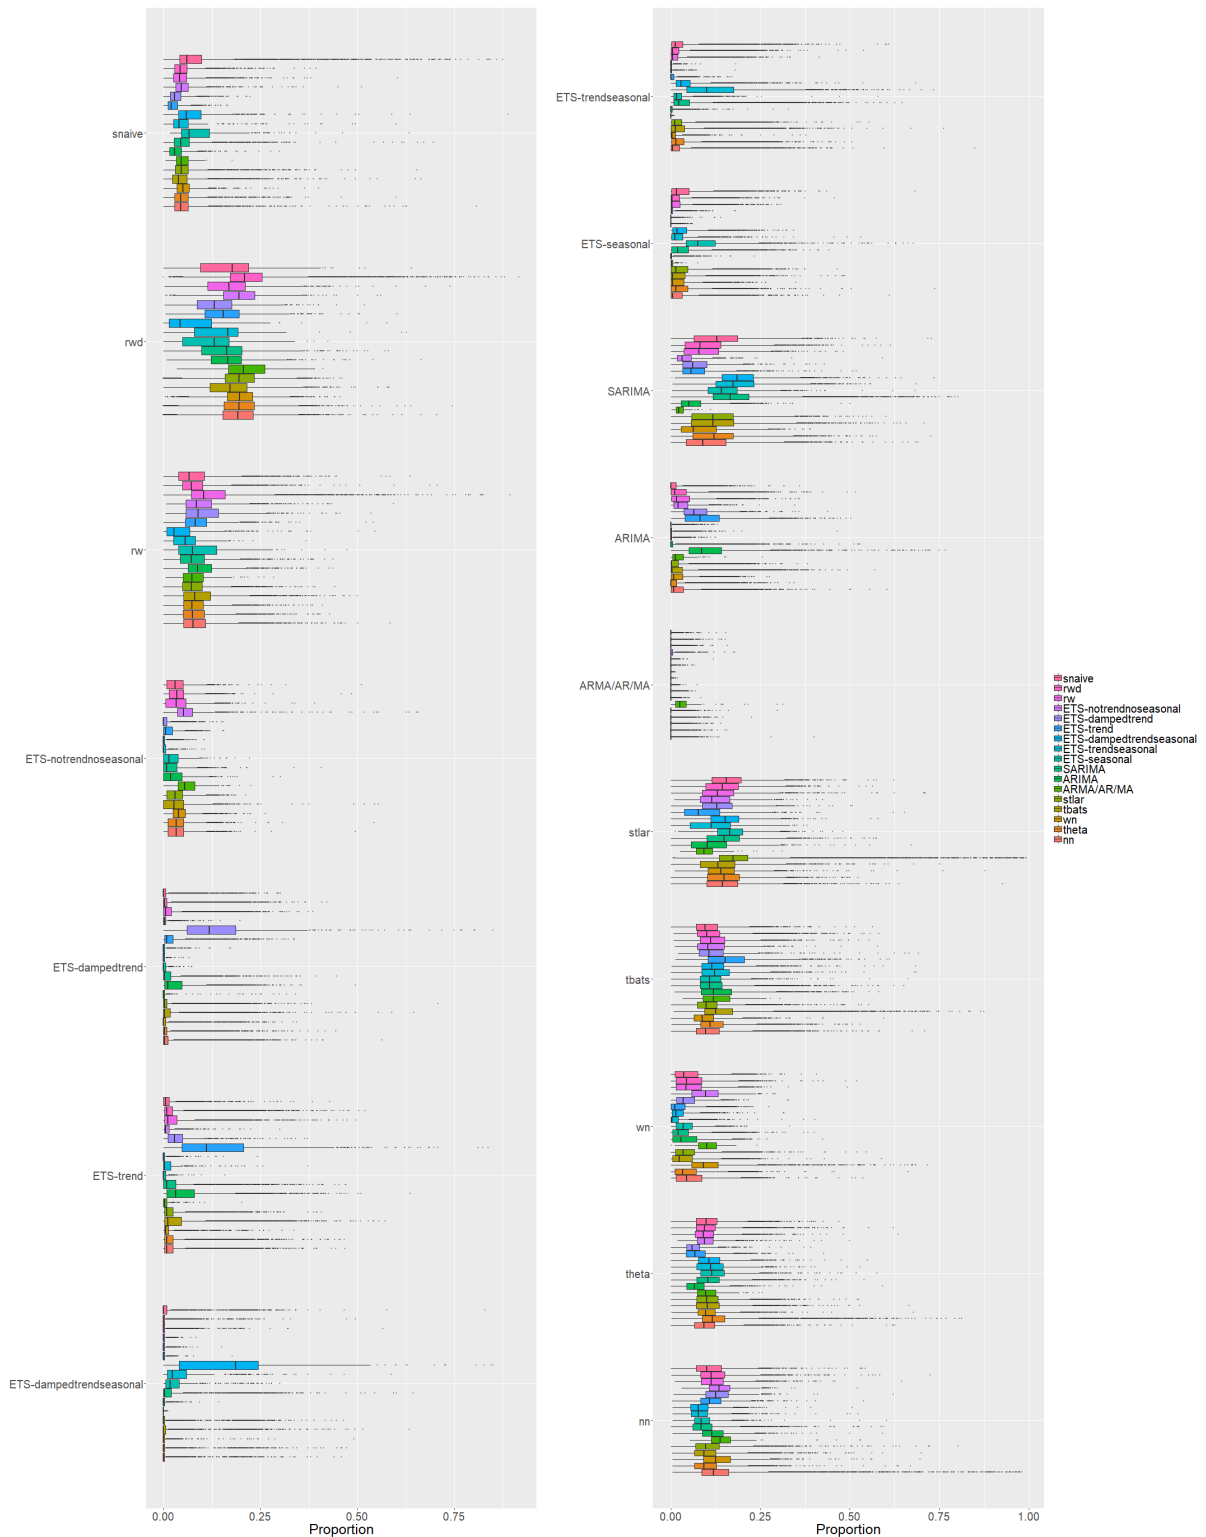 snaive
rwd
rw
ETS-notrendnoseasonal
ETS-dampedtrend
ETS-trend
ETS-dampedtrendseasonal
0.00 0.25 0.50 0.75
Proportion
ETS-trendseasonal
ETS-seasonal
SARIMA
ARIMA
ARMA/AR/MA
stlar
tbats
wn
theta
nn
0.00 0.25 0.50 0.75 1.00
Proportion
snaive
rwd
rw
ETS-notrendnoseasonal
ETS-dampedtrend
ETS-trend
ETS-dampedtrendseasonal
ETS-trendseasonal
ETS-seasonal
SARIMA
ARIMA
ARMA/AR/MA
stlar
tbats
wn
theta
nn